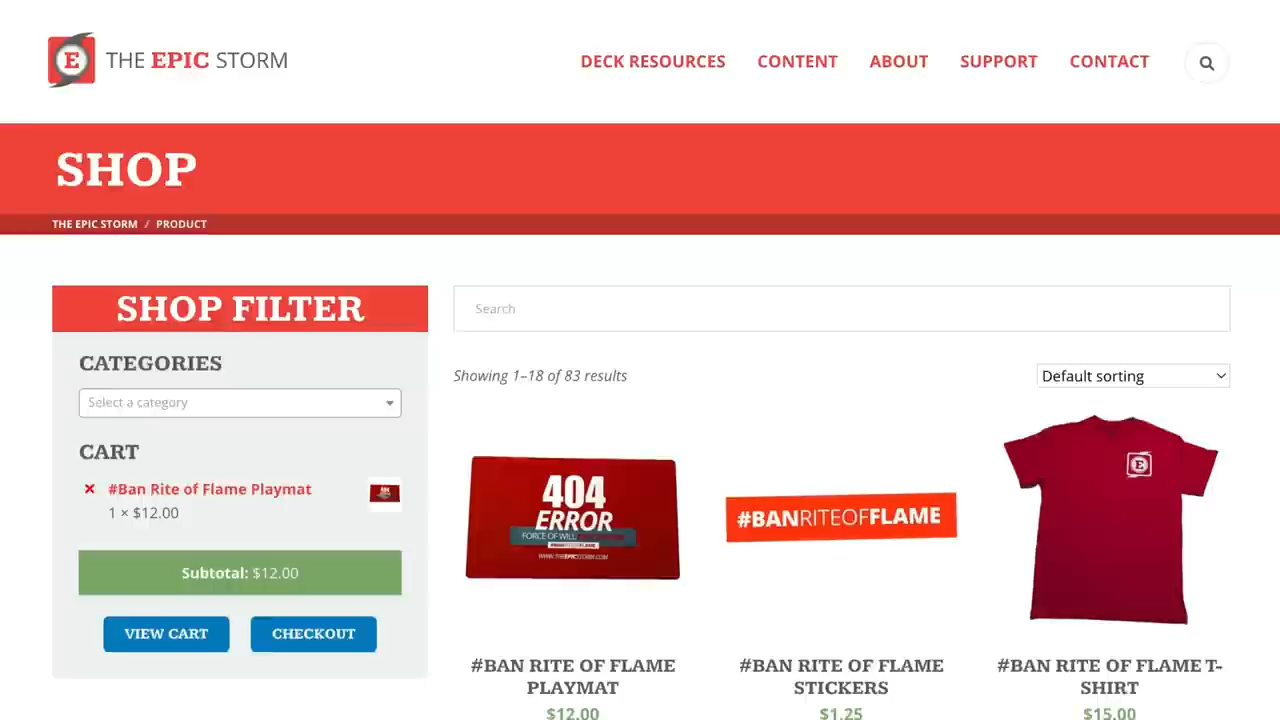 E THE EPIC STORM
DECK RESOURCES CONTENT ABOUT SUPPORT CONTACT
SHOP
THE EPIC STORM / PRODUCT
SHOP FILTER
CATEGORIES
Select a category
CART
× #Ban Rite of Flame Playmat
1 × $12.00
Subtotal: $12.00
VIEW CART CHECKOUT
Search
Showing 1–18 of 83 results
Default sorting
404
ERROR
FORCE OF WILL
WWW.THEEPICSTORM.COM
#BANRITEOFFLAME
E
#BAN RITE OF FLAME
PLAYMAT
$12.00
#BAN RITE OF FLAME
STICKERS
$1.25
#BAN RITE OF FLAME T-
SHIRT
$15.00